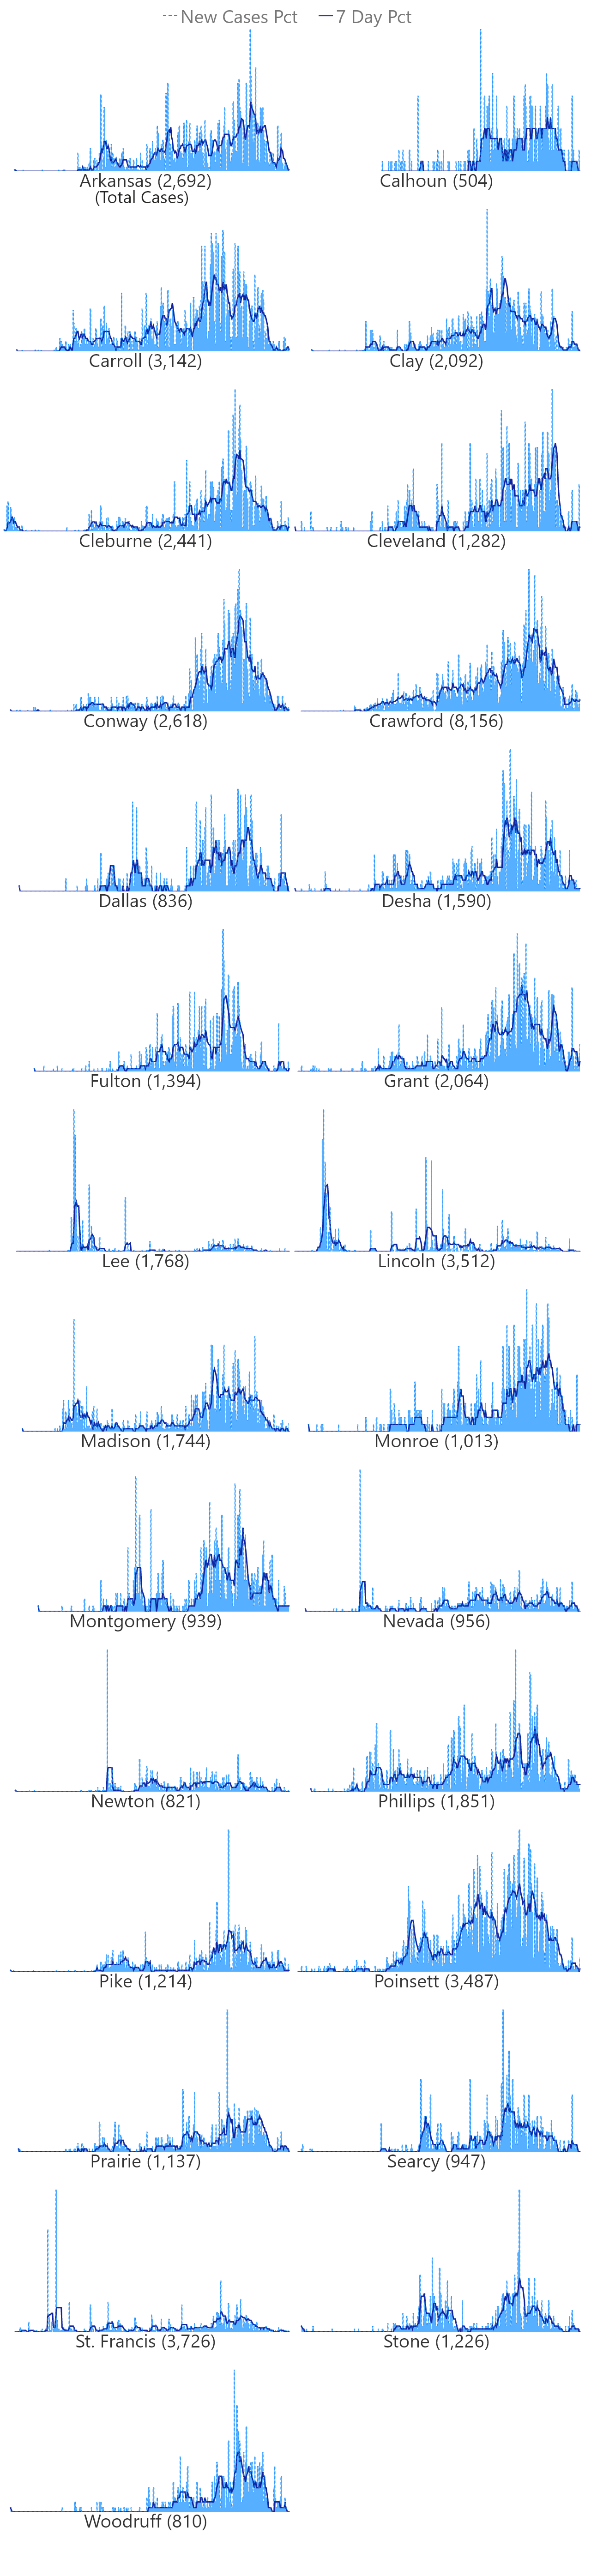 New Cases Pct 7 Day Pct
Arkansas (2,692) Calhoun (504)
(Total Cases)
Carroll (3,142) Clay (2,092)
Cleburne (2,441) Cleveland (1,282)
Conway (2,618) Crawford (8,156)
Dallas (836) Desha (1,590)
Fulton (1,394) Grant (2,064)
Lee (1,768) Lincoln (3,512)
Madison (1,744) Monroe (1,013)
Montgomery (939) Nevada (956)
Newton (821) Phillips (1,851)
Pike (1,214) Poinsett (3,487)
Prairie (1,137) Searcy (947)
St. Francis (3,726) Stone (1,226)
Woodruff (810)